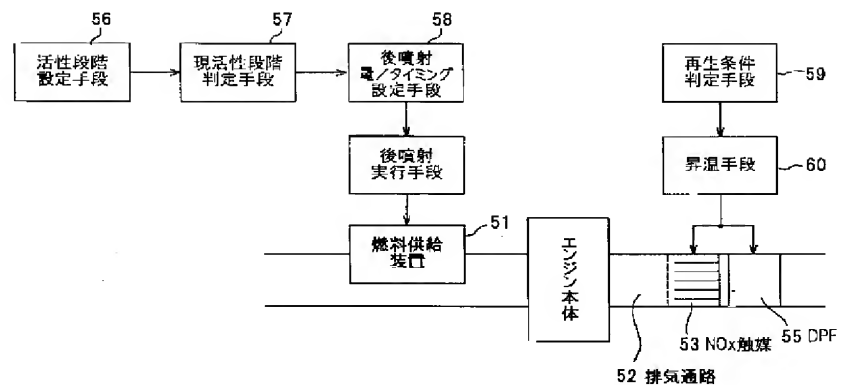 56
57
58
活性段階
設定手段
現活性段階
判定手段
後噴射
量/タイミング
設定手段
再生条件
判定手段
59
後噴射
実行手段
昇温手段
60
燃料供給
装置
51
エンジン本体
53 NOx触媒
55 DPF
52 排気通路